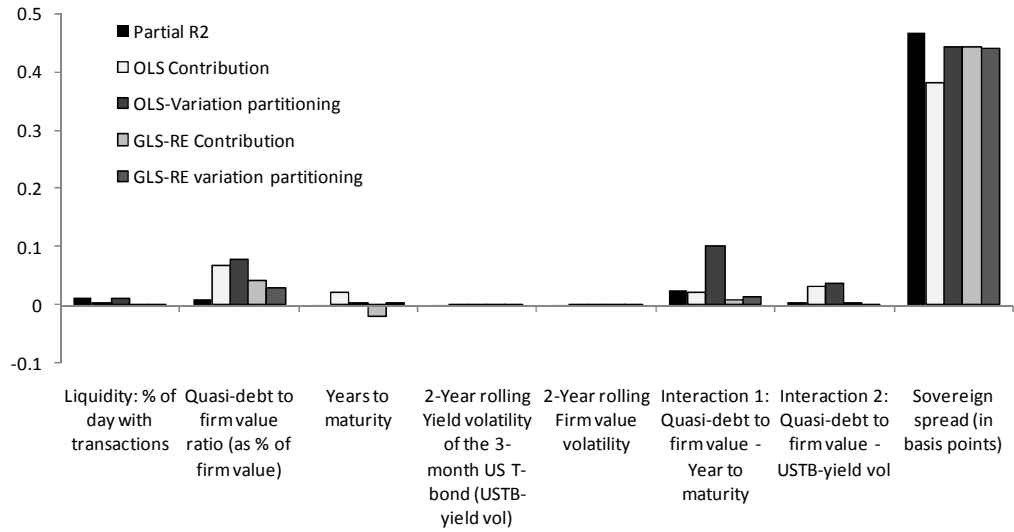 0.5
0.4
0.3
0.2
0.1
0
-0.1
Partial R2
OLS Contribution
OLS-Variation partitioning
GLS-RE Contribution
GLS-RE variation partitioning
Liquidity: % of
day with
transactions
Quasi-debt to
firm value
ratio (as % of
firm value)
Years to
maturity
2-Year rolling
Yield volatility
of the 3-
month US T-
bond (USTB-
yield vol)
2-Year rolling
Firm value
volatility
Interaction 1:
Quasi-debt to
firm value -
Year to
maturity
Interaction 2:
Quasi-debt to
firm value -
USTB-yield vol
Sovereign
spread (in
basis points)